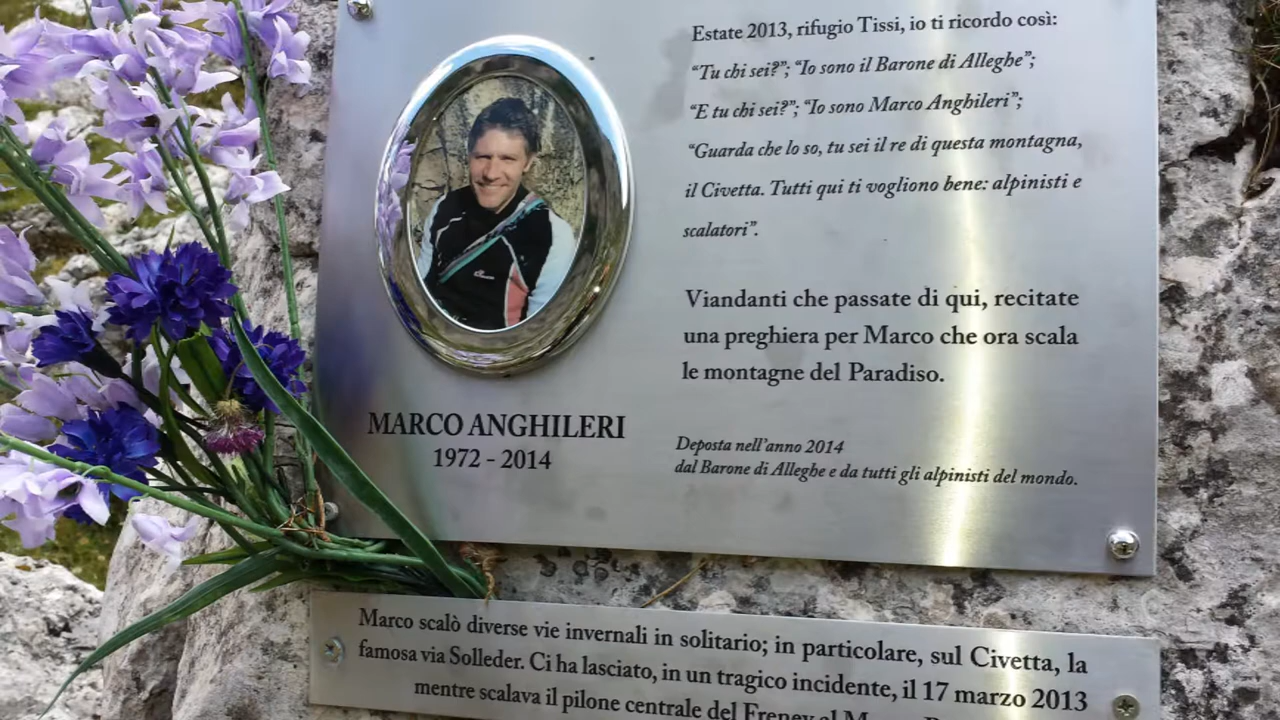 Estate 2013, rifugio Tissi, io ti ricordo così:
“Tu chi sei?”; “Io sono il Barone di Alleghe”;
“E tu chi sei?”; “Io sono Marco Anghileri”;
“Guarda che lo so, tu sei il re di questa montagna,
il Civetta. Tutti qui ti vogliono bene: alpinisti e
scalatori”.
Viandanti che passate di qui, recitate
una preghiera per Marco che ora scala
le montagne del Paradiso.
MARCO ANGHILERI
1972 - 2014
Deposta nell’anno 2014
dal Barone di Alleghe e da tutti gli alpinisti del mondo.
Marco scalò diverse vie invernali in solitario; in particolare, sul Civetta, la
famosa via Solleder. Ci ha lasciato, in un tragico incidente, il 17 marzo 2013
mentre scalava il pilone centrale del Freney al